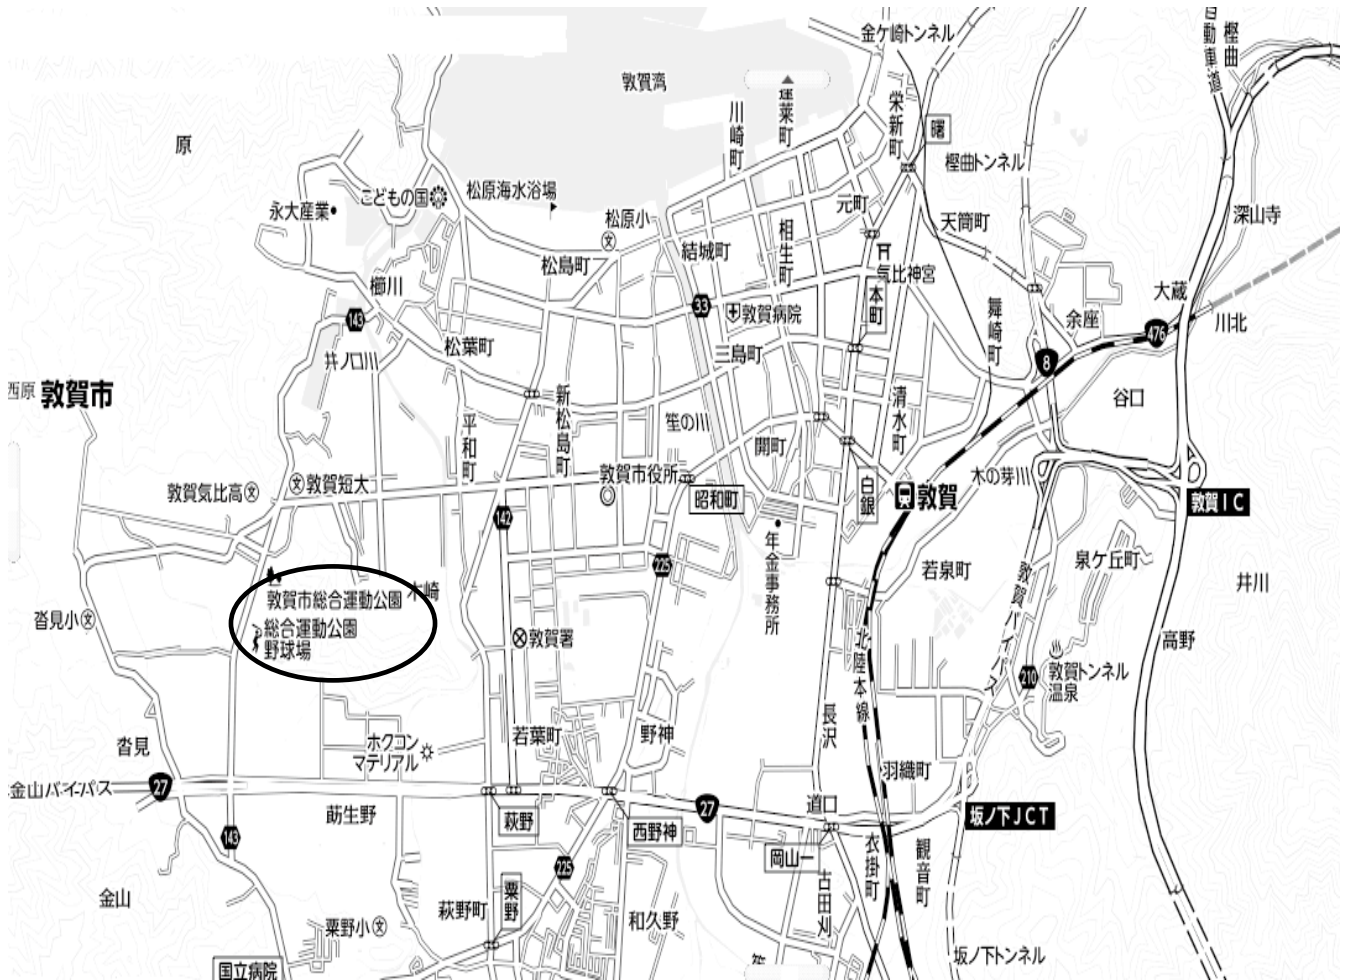 金ケ崎トンネル
樫曲
自動車道
敦賀湾
蓬莱町
川崎町
栄新町
曙
原
樫曲トンネル
こどもの国
松原海水浴場
永大産業
松原小
元町
天筒町
深山寺
相生町
結城町
気比神宮
松島町
櫛川
本町
大蔵
33
敦賀病院
舞崎町
余座
川北
143
476
松葉町
三島町
8
井ノ口川
西原
敦賀市
新松島町
清水町
谷口
平和町
笙の川
開町
敦賀市役所
木の芽川
敦賀気比高
敦賀短大
昭和町
白銀
敦賀
敦賀IC
142
年金事務所
225
泉ケ丘町
若泉町
敦賀バイパス
井川
木崎
敦賀市総合運動公園
総合運動公園
野球場
沓見小
敦賀署
北陸本線
高野
敦賀トンネル
温泉
210
長沢
若葉町
野神
沓見
ホクコン
マテリアル
羽織町
金山バイパス
27
27
道口
莇生野
萩野
西野神
坂ノ下JCT
143
岡山一
衣掛町
観音町
225
金山
粟野
古田刈
萩野町
和久野
粟野小
坂ノ下トンネル
国立病院
笙